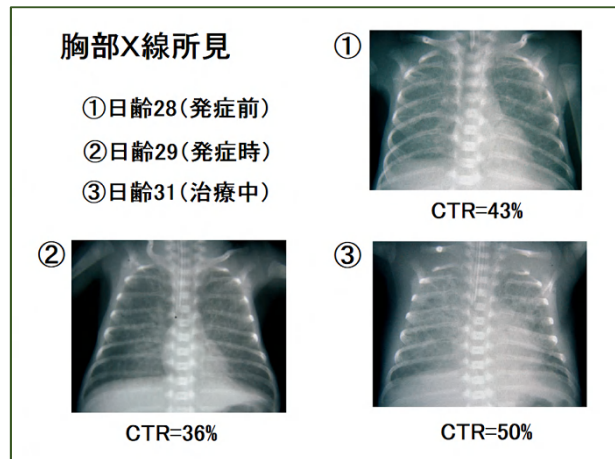 胸部X線所見
①日齢28(発症前)
②日齢29(発症時)
③日齢31(治療中)
①
CTR=43%
②
CTR=36%
③
CTR=50%